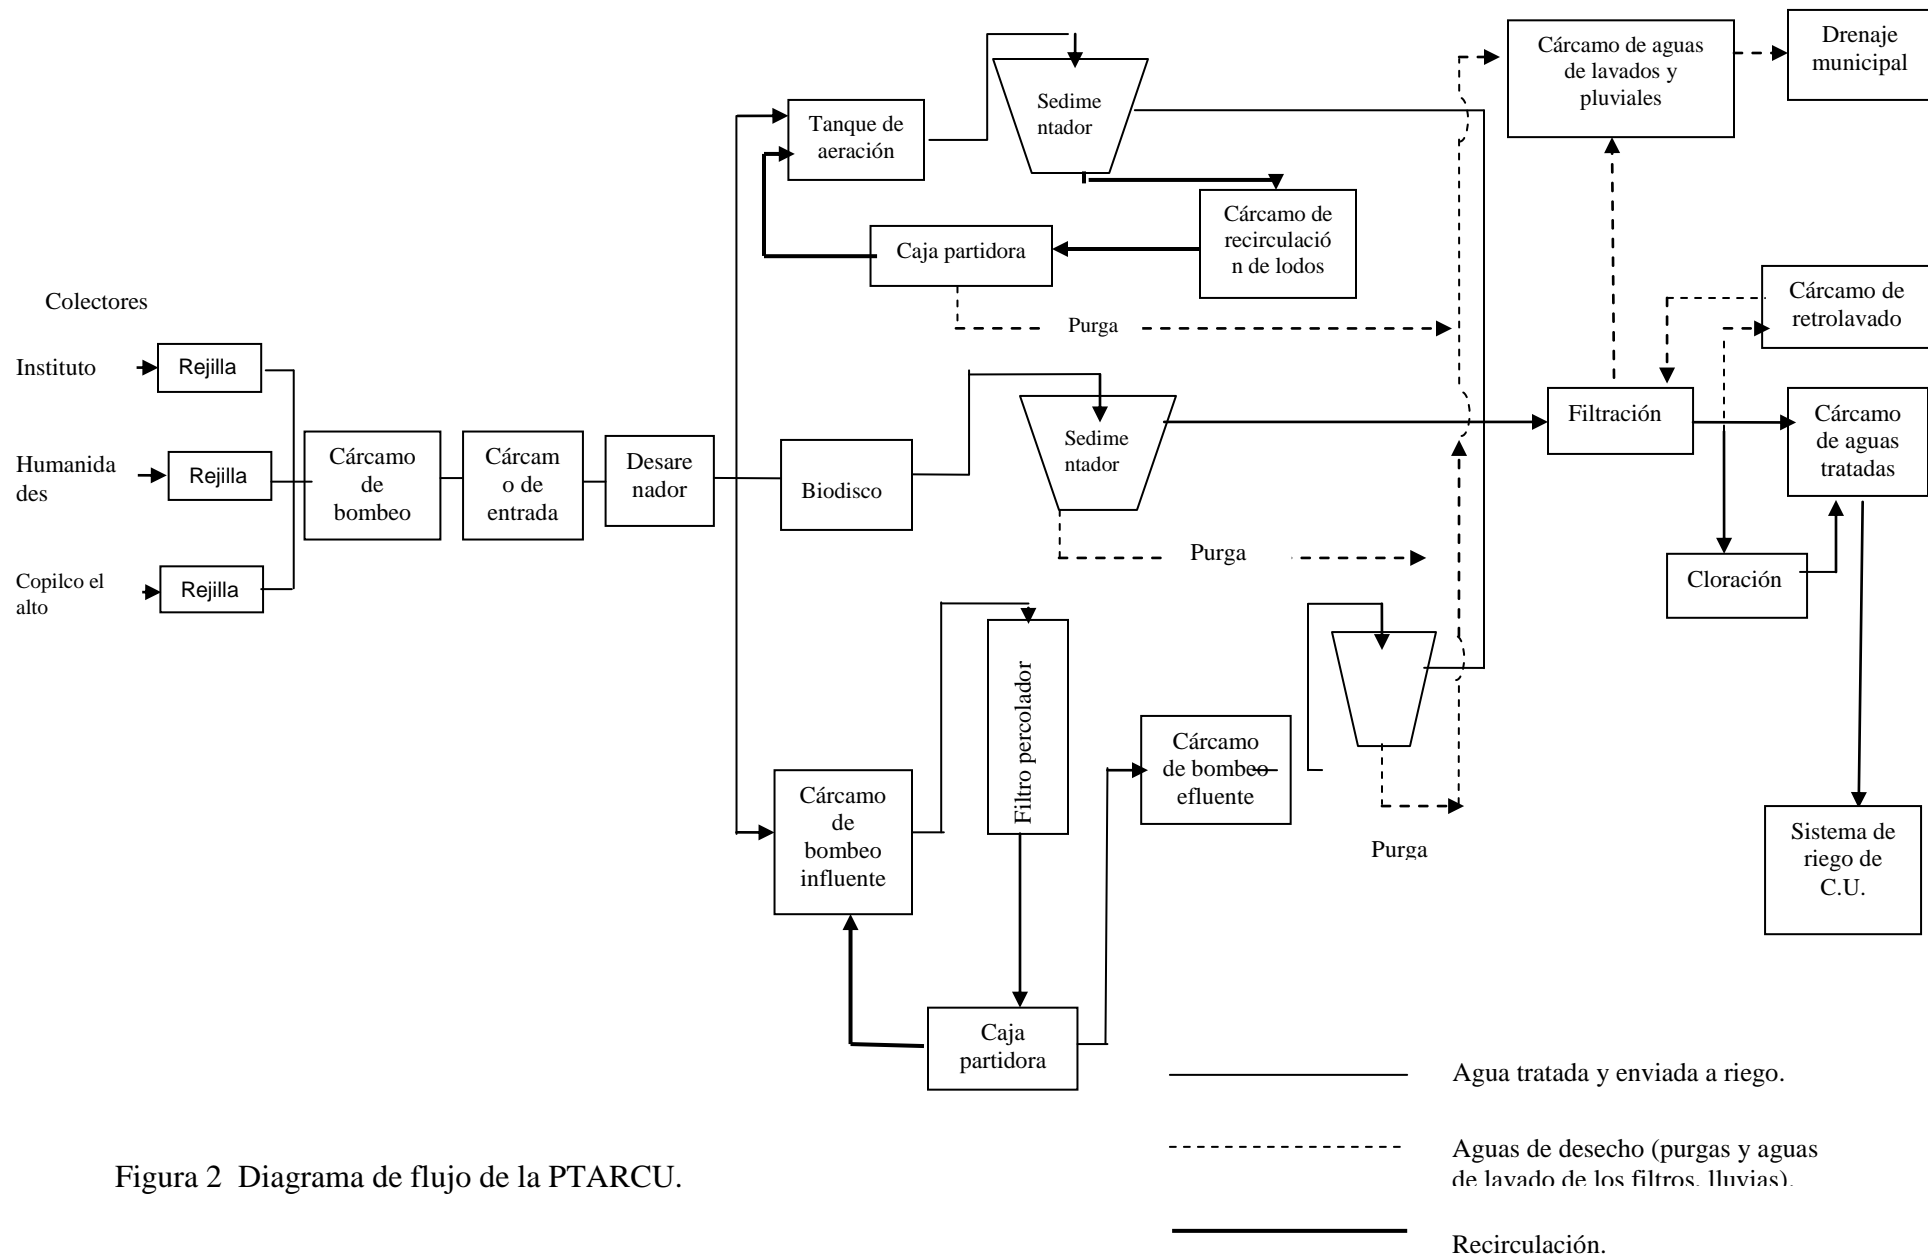 Colectores
Instituto
Rejilla
Humanida
des
Rejilla
Copilco el
alto
Rejilla
Cárcamo
de
bombeo
Cárcam
o de
entrada
Desare
nador
Tanque de
aeración
Sedime
ntador
Cárcamo de
recirculació
n de lodos
Caja partidora
Purga
Biodisco
Sedime
ntador
Purga
Cárcamo
de
bombeo
influente
Filtro percolador
Caja
partidora
Cárcamo
de bombeo
efluente
Purga
Cárcamo de aguas
de lavados y
pluviales
Drenaje
municipal
Cárcamo de
retrolavado
Filtración
Cárcamo
de aguas
tratadas
Cloración
Sistema de
riego de
C.U.
Agua tratada y enviada a riego.
Aguas de desecho (purgas y aguas
de lavado de los filtros, lluvias).
Recirculación.
Figura 2 Diagrama de flujo de la PTARCU.